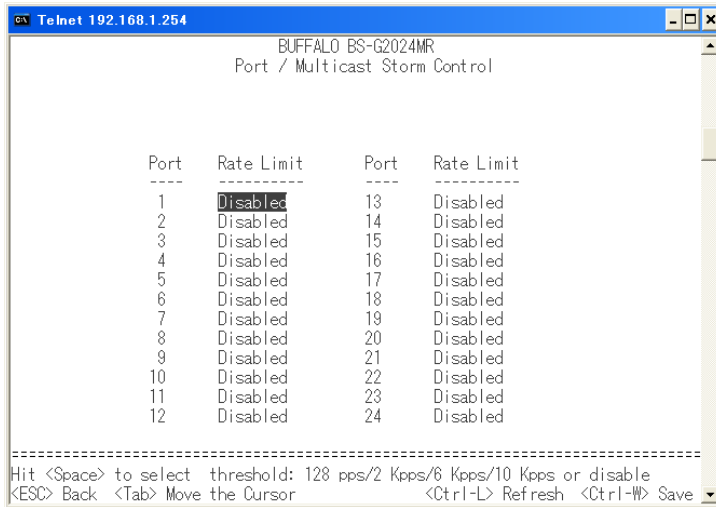 Telnet 192.168.1.254
BUFFALO BS-G2024MR
Port / Multicast Storm Control
Port Rate Limit Port Rate Limit
---- ---------- ---- ----------
1 Disabled 13 Disabled
2 Disabled 14 Disabled
3 Disabled 15 Disabled
4 Disabled 16 Disabled
5 Disabled 17 Disabled
6 Disabled 18 Disabled
7 Disabled 19 Disabled
8 Disabled 20 Disabled
9 Disabled 21 Disabled
10 Disabled 22 Disabled
11 Disabled 23 Disabled
12 Disabled 24 Disabled
Hit <Space> to select threshold: 128 pps/2 Kpps/6 Kpps/10 Kpps or disable
<ESC> Back <Tab> Move the Cursor <Ctrl-L> Refresh <Ctrl-W> Save